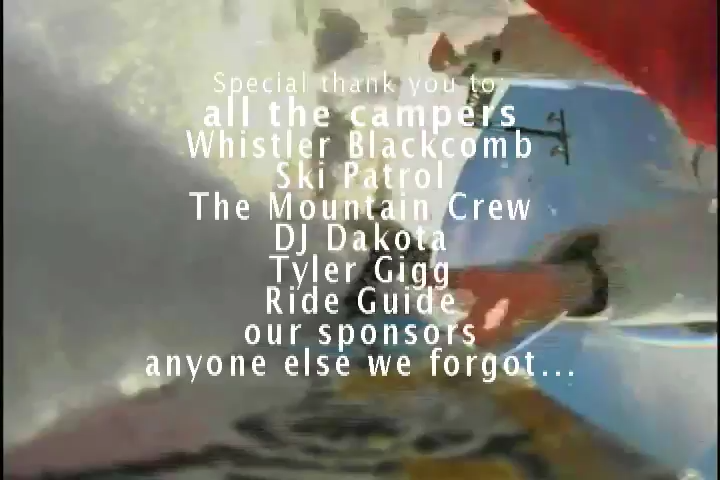 Special thank you to:
all the campers
Whistler Blackcomb
Ski Patrol
The Mountain Crew
DJ Dakota
Tyler Gigg
Ride Guide
our sponsors
anyone else we forgot...